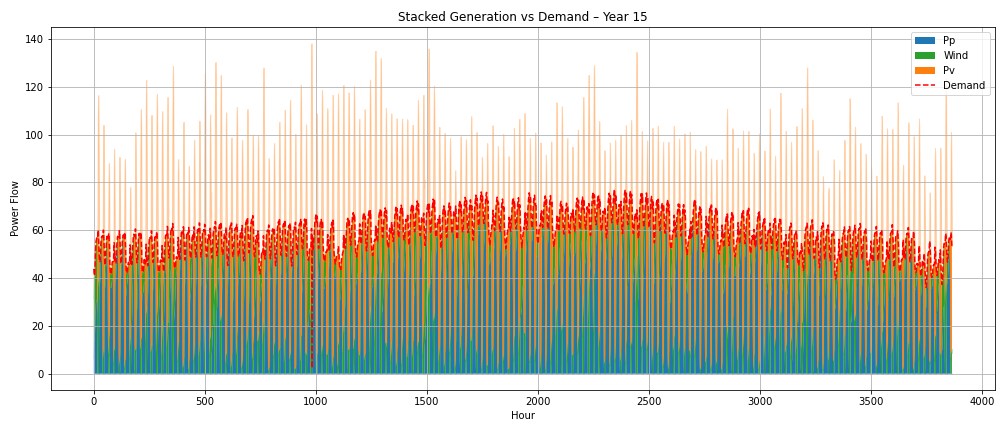 Stacked Generation vs Demand – Year 15
Pp
Wind
Pv
Demand
Power Flow
140
120
100
80
60
40
20
0
0 500 1000 1500 2000 2500 3000 3500 4000
Hour